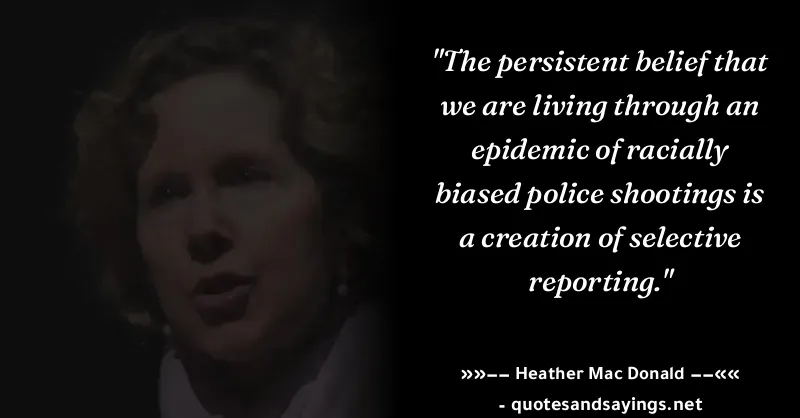 "The persistent belief that
we are living through an
epidemic of racially
biased police shootings is
a creation of selective
reporting."
»»−− Heather Mac Donald −−««
- quotesandsayings.net